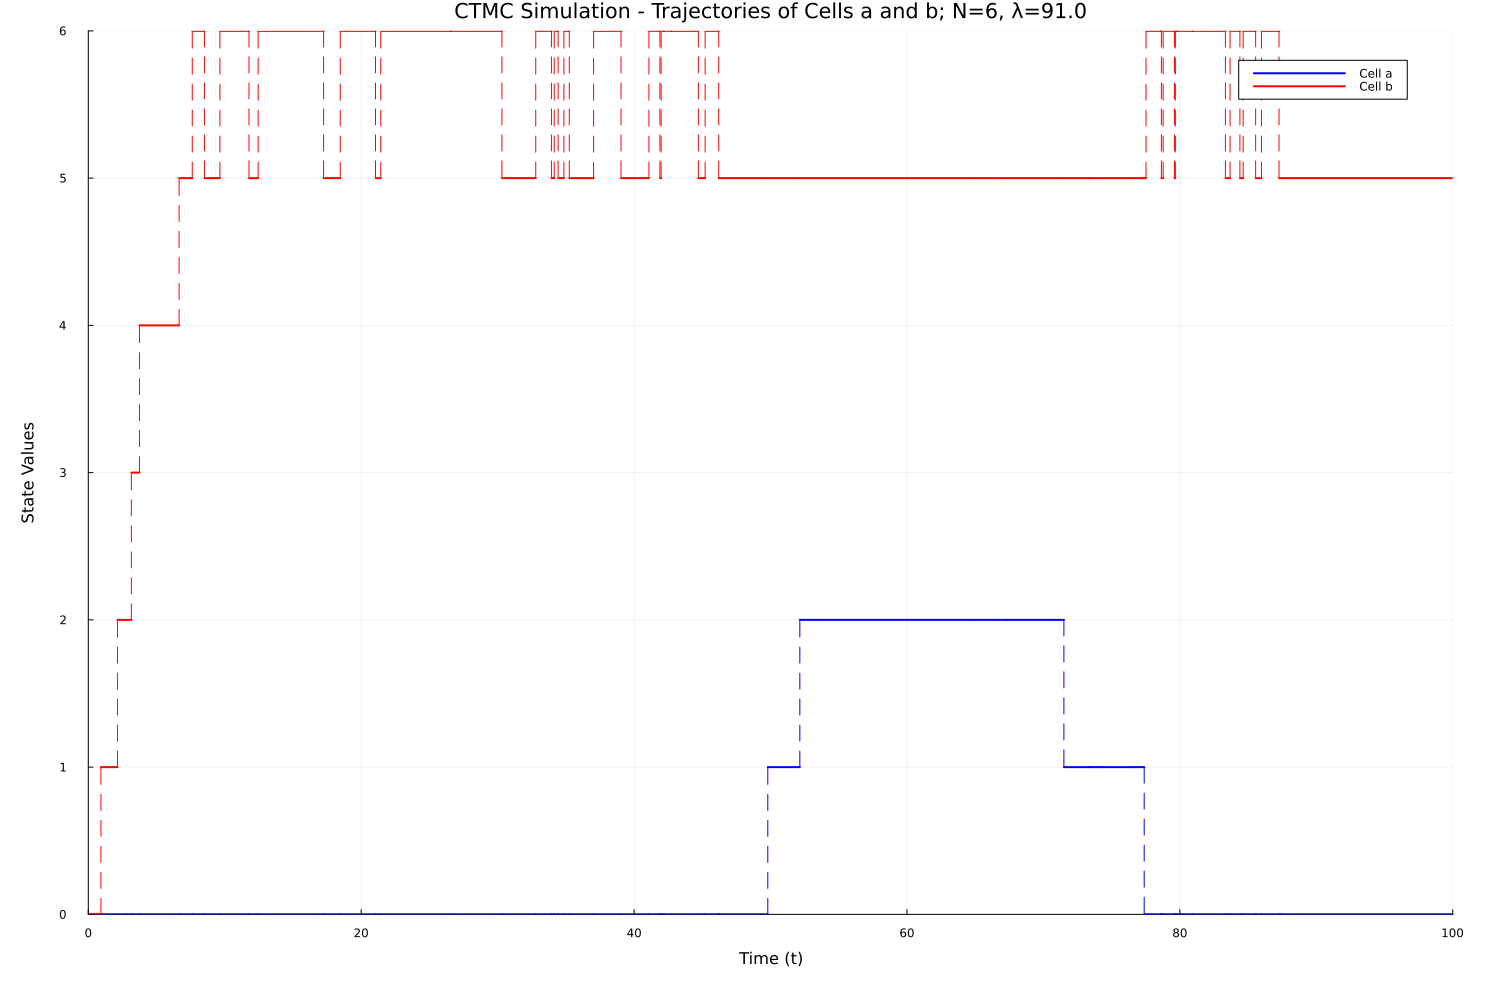 CTMC Simulation - Trajectories of Cells a and b; N=6, λ=91.0
6
Cell a
Cell b
5
4
State Values
3
2
1
0
0 20 40 60 80 100
Time (t)